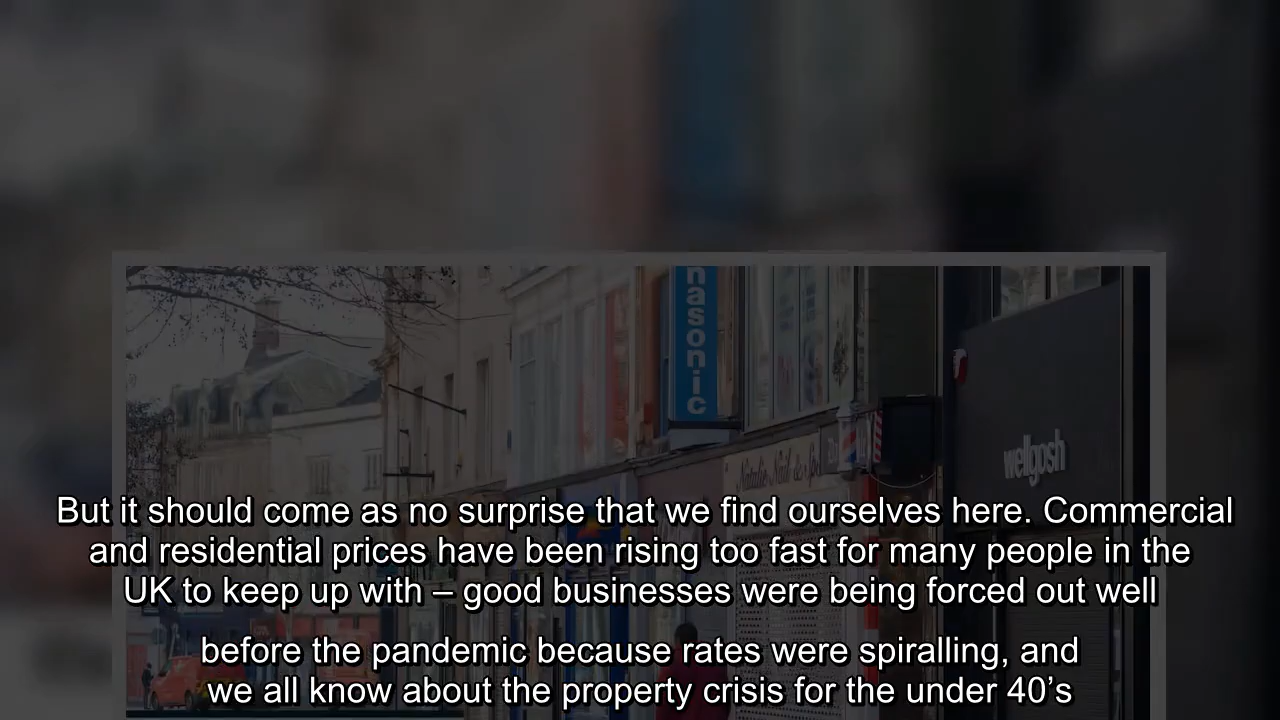 nasonic
wellgosh
But it should come as no surprise that we find ourselves here. Commercial
and residential prices have been rising too fast for many people in the
UK to keep up with – good businesses were being forced out well
before the pandemic because rates were spiralling, and
we all know about the property crisis for the under 40’s